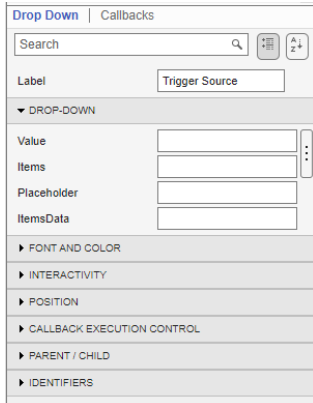 Drop Down | Callbacks
Search
Label Trigger Source
DROP-DOWN
Value
Items
Placeholder
ItemsData
FONT AND COLOR
INTERACTIVITY
POSITION
CALLBACK EXECUTION CONTROL
PARENT / CHILD
IDENTIFIERS